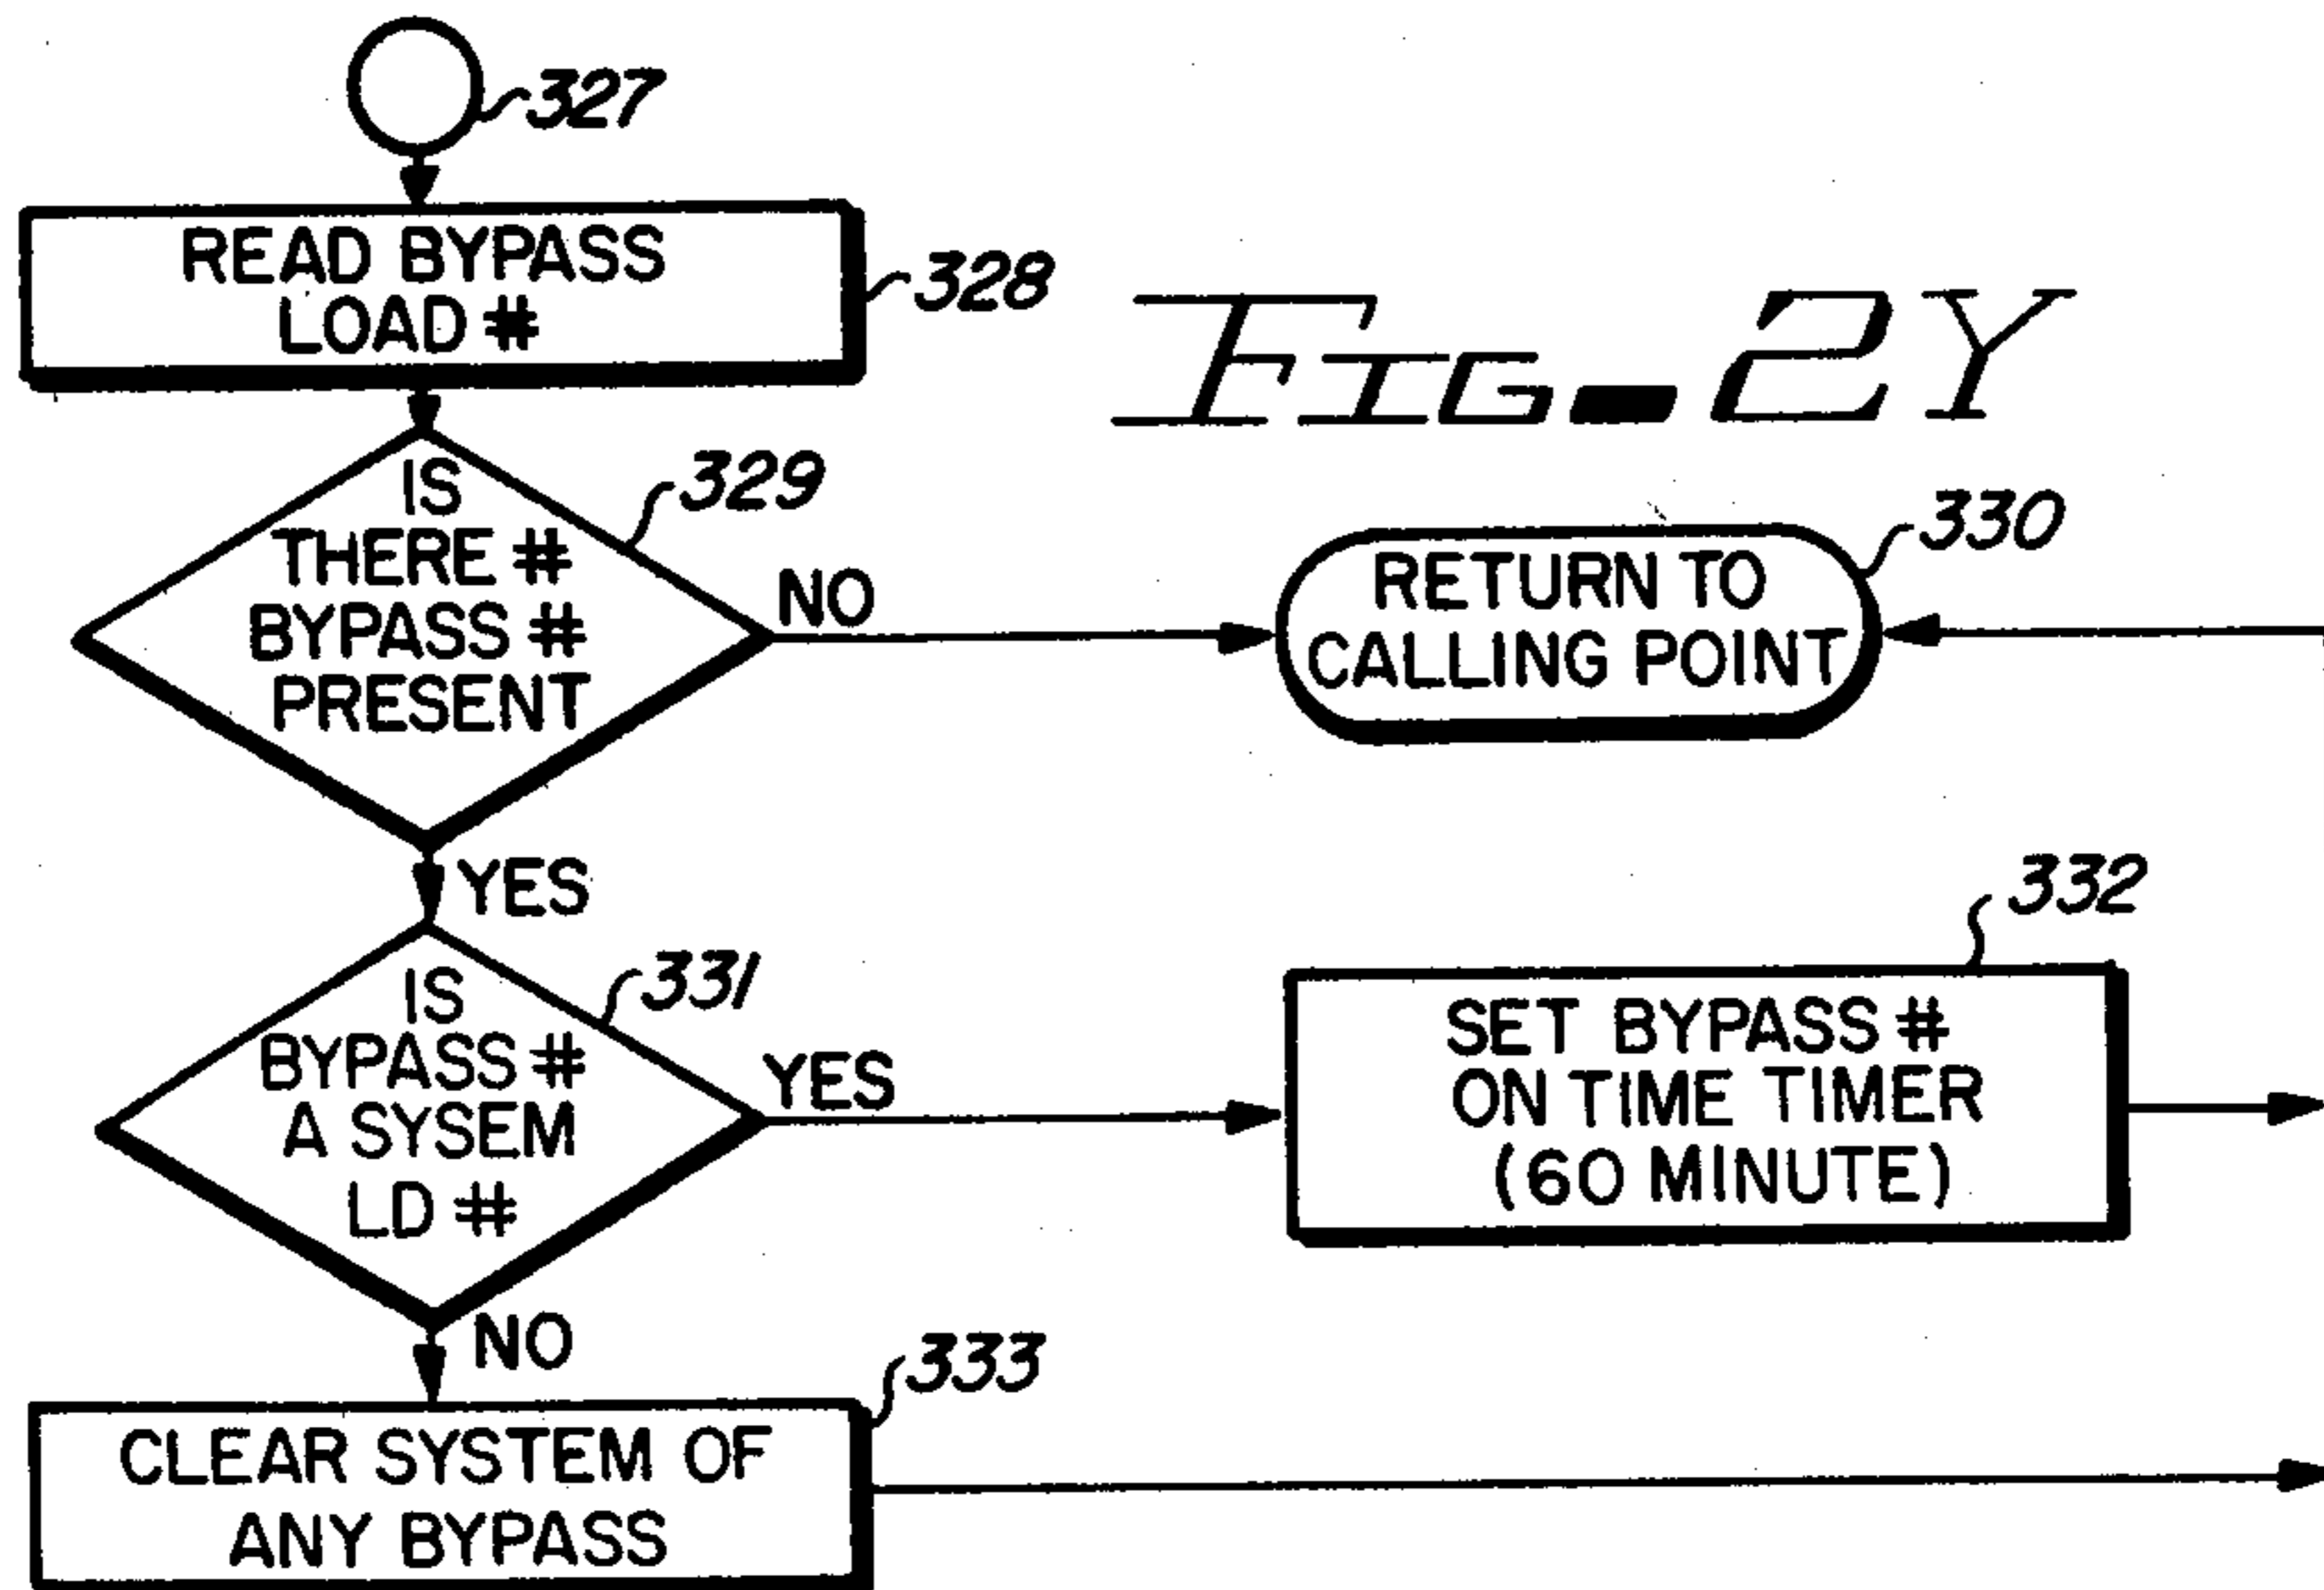 327
READ BYPASS
LOAD #
328
FIG. 2Y
IS
THERE #
BYPASS #
PRESENT
329
NO
RETURN TO
CALLING POINT
330
YES
IS
BYPASS #
A SYSEM
LD #
331
YES
SET BYPASS #
ON TIME TIMER
(60 MINUTE)
332
NO
CLEAR SYSTEM OF
ANY BYPASS
333